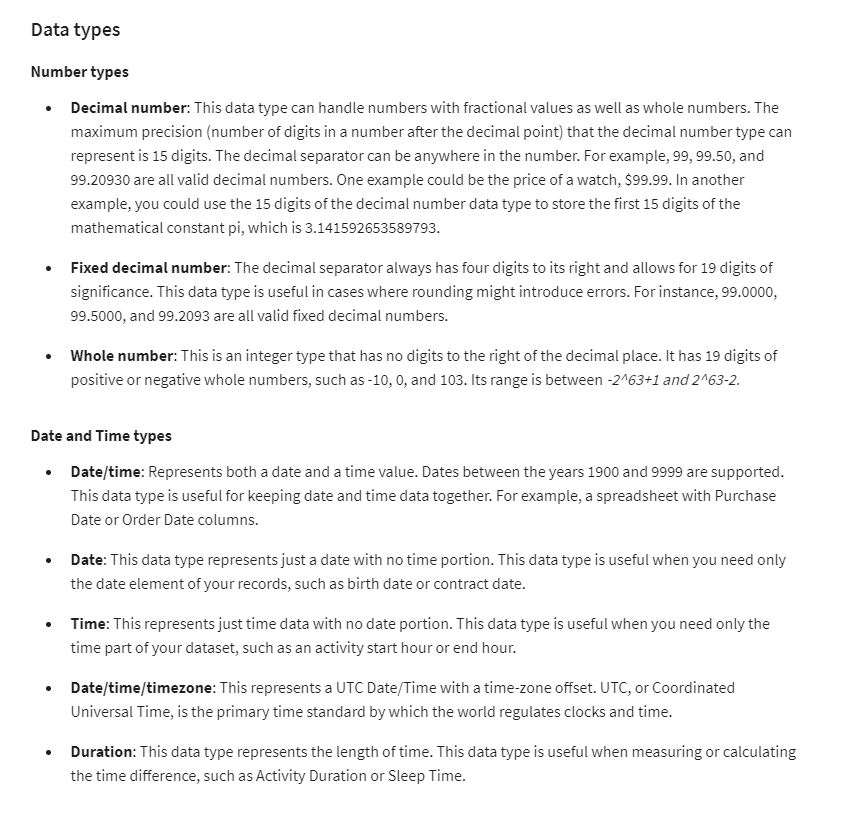 Data types
Number types
• Decimal number: This data type can handle numbers with fractional values as well as whole numbers. The
maximum precision (number of digits in a number after the decimal point) that the decimal number type can
represent is 15 digits. The decimal separator can be anywhere in the number. For example, 99, 99.50, and
99.20930 are all valid decimal numbers. One example could be the price of a watch, $99.99. In another
example, you could use the 15 digits of the decimal number data type to store the first 15 digits of the
mathematical constant pi, which is 3.141592653589793.
• Fixed decimal number: The decimal separator always has four digits to its right and allows for 19 digits of
significance. This data type is useful in cases where rounding might introduce errors. For instance, 99.0000,
99.5000, and 99.2093 are all valid fixed decimal numbers.
• Whole number: This is an integer type that has no digits to the right of the decimal place. It has 19 digits of
positive or negative whole numbers, such as -10, 0, and 103. Its range is between -2^63+1 and 2^63-2.
Date and Time types
• Date/time: Represents both a date and a time value. Dates between the years 1900 and 9999 are supported.
This data type is useful for keeping date and time data together. For example, a spreadsheet with Purchase
Date or Order Date columns.
• Date: This data type represents just a date with no time portion. This data type is useful when you need only
the date element of your records, such as birth date or contract date.
• Time: This represents just time data with no date portion. This data type is useful when you need only the
time part of your dataset, such as an activity start hour or end hour.
• Date/time/timezone: This represents a UTC Date/Time with a time-zone offset. UTC, or Coordinated
Universal Time, is the primary time standard by which the world regulates clocks and time.
• Duration: This data type represents the length of time. This data type is useful when measuring or calculating
the time difference, such as Activity Duration or Sleep Time.